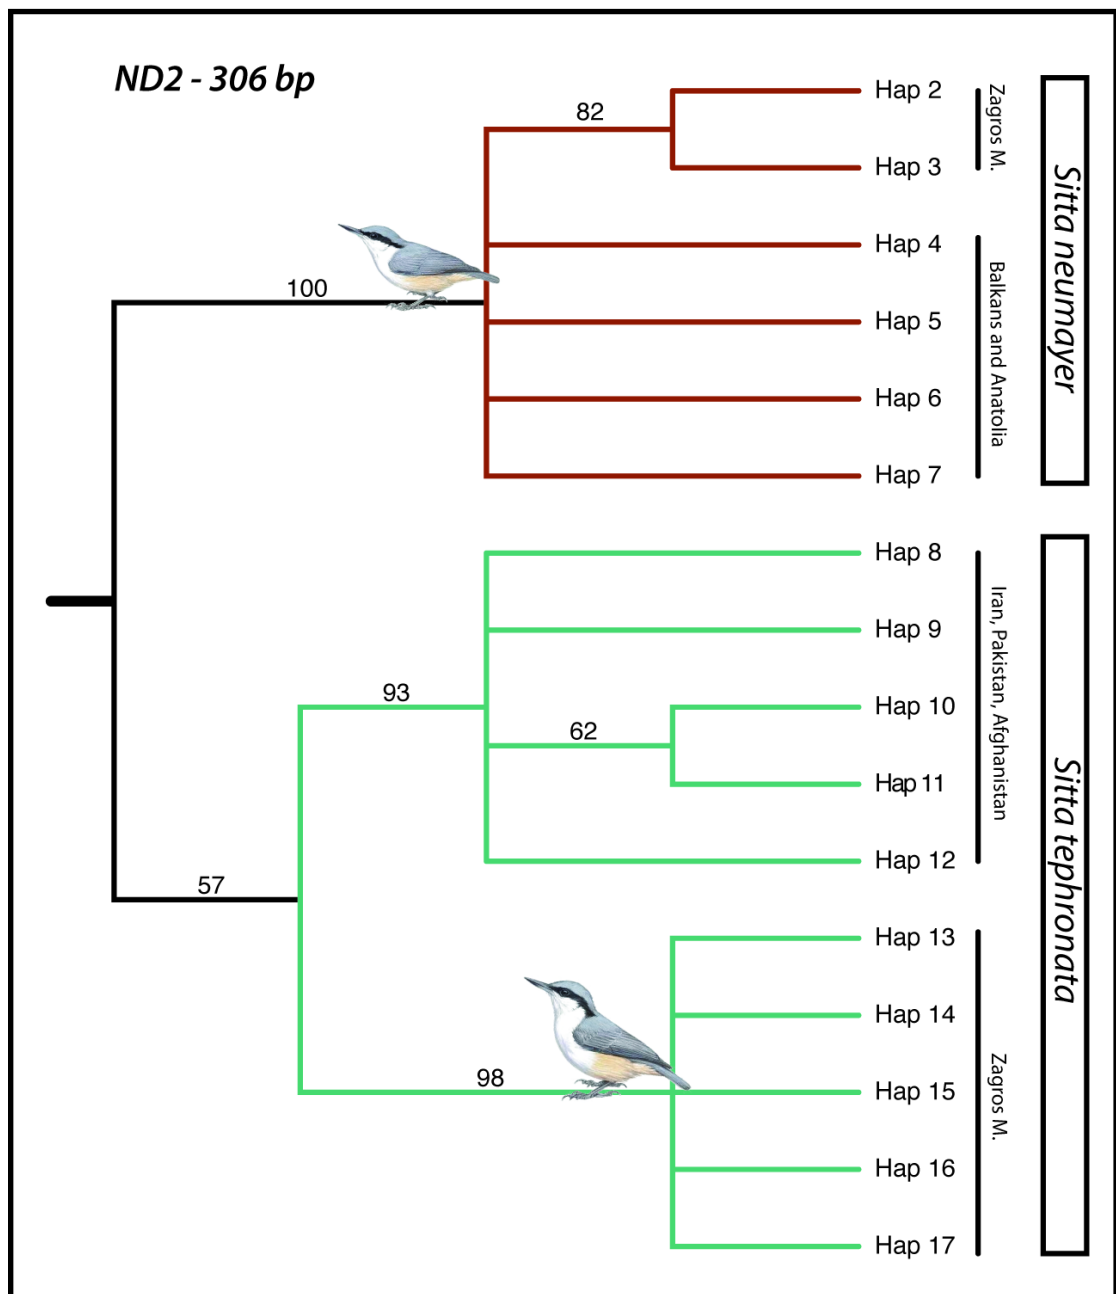 ND2 - 306 bp
82
100
93
62
57
98
Hap 2
Hap 3
Hap 4
Hap 5
Hap 6
Hap 7
Hap 8
Hap 9
Hap 10
Hap 11
Hap 12
Hap 13
Hap 14
Hap 15
Hap 16
Hap 17
Zagros M.
Balkans and Anatolia
Iran, Pakistan, Afghanistan
Zagros M.
Sitta neumayer
Sitta tephronata